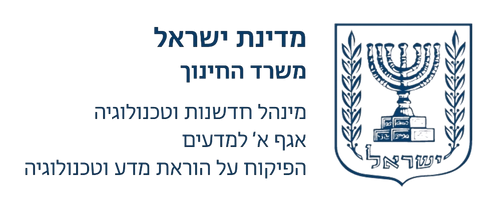 מדינת ישראל
משרד החינוך
מינהל חדשנות וטכנולוגיה
אגף א' למדעים
הפיקוח על הוראת מדע וטכנולוגיה
ישראל